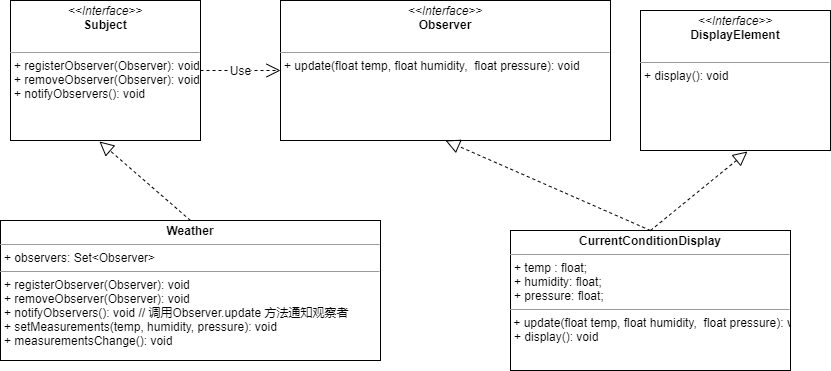 <<Interface>>
Subject
+ registerObserver(Observer): void
+ removeObserver(Observer): void
+ notifyObservers(): void
Use
<<Interface>>
Observer
+ update(float temp, float humidity,  float pressure): void
<<Interface>>
DisplayElement
+ display(): void
Weather
+ observers: Set<Observer>
+ registerObserver(Observer): void
+ removeObserver(Observer): void
+ notifyObservers(): void // 调用Observer.update 方法通知观察者
+ setMeasurements(temp, humidity, pressure): void
+ measurementsChange(): void
CurrentConditionDisplay
+ temp : float;
+ humidity: float;
+ pressure: float;
+ update(float temp, float humidity,  float pressure): v
+ display(): void